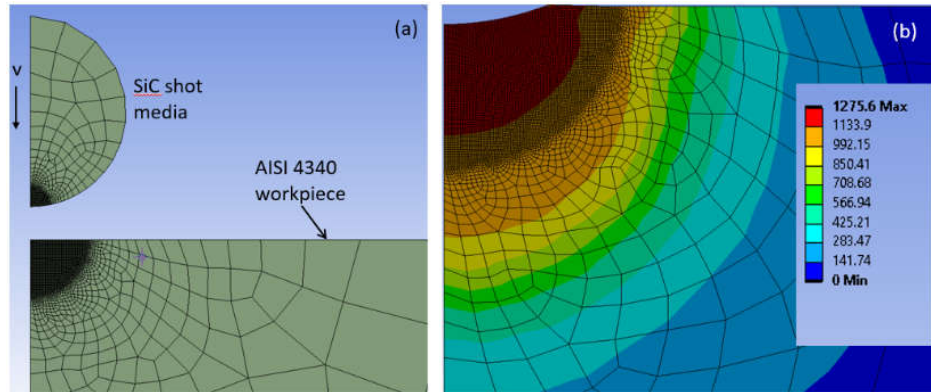 (a)
v
SiC shot
media
AISI 4340
workpiece
(b)
1275.6 Max
1133.9
992.15
850.41
708.68
566.94
425.21
283.47
141.74
0 Min